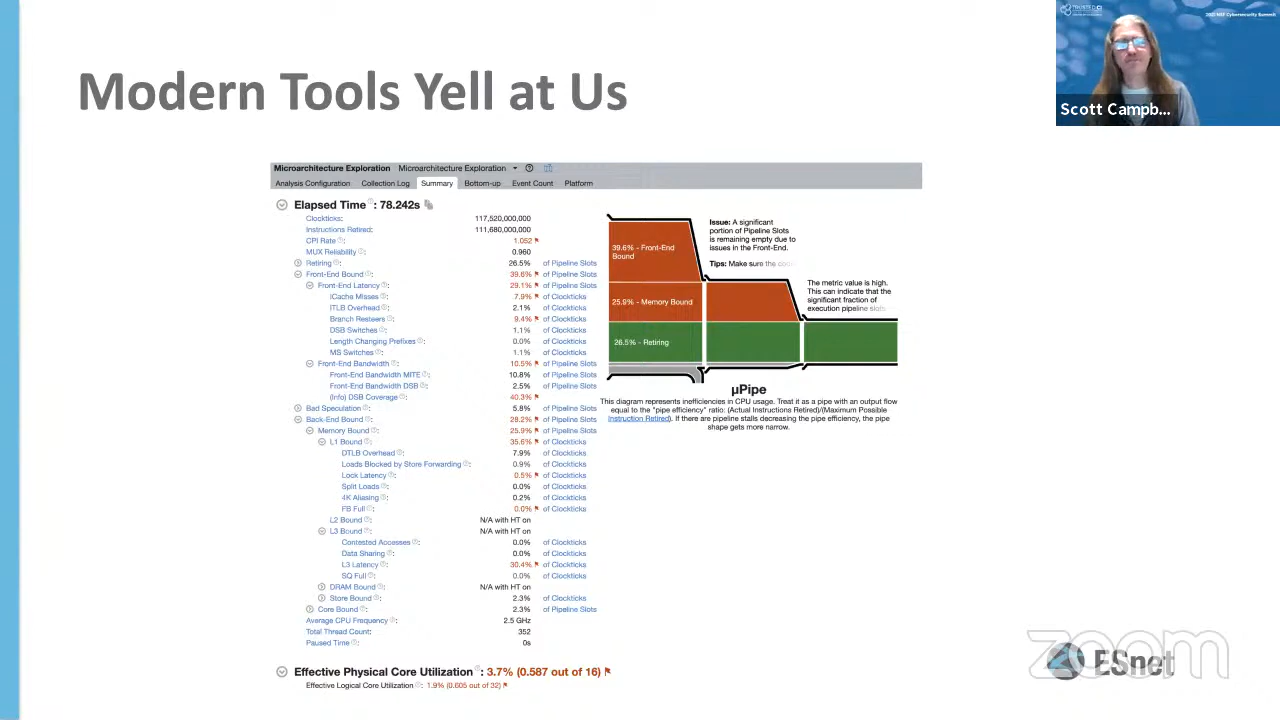 Modern Tools Yell at Us
TRUSTED
2021 NSF Cybersecurity Summit
Scott Campb...
Microarchitecture Exploration Microarchitecture Exploration
Analysis Configuration Collection Log Summary Bottom-up Event Count Platform
Elapsed Time : 78.242s
Clockticks: 117,520,000,000
Instructions Retired: 111,680,000,000
CPI Rate : 1.052
MUX Reliability : 0.960
Retiring : 26.5% of Pipeline Slots
Front-End Bound : 39.6% of Pipeline Slots
Front-End Latency : 29.1% of Pipeline Slots
ICache Misses : 7.9% of Clockticks
ITLB Overhead : 2.1% of Clockticks
Branch Resteers : 9.4% of Clockticks
DSB Switches : 1.1% of Clockticks
Length Changing Prefixes : 0.0% of Clockticks
MS Switches : 1.1% of Clockticks
Front-End Bandwidth : 10.5% of Pipeline Slots
Front-End Bandwidth MITE : 10.8% of Pipeline Slots
Front-End Bandwidth DSB : 2.5% of Pipeline Slots
(Info) DSB Coverage : 40.3%
Bad Speculation : 5.8% of Pipeline Slots
Back-End Bound : 28.2% of Pipeline Slots
Memory Bound : 25.9% of Pipeline Slots
L1 Bound : 35.6% of Clockticks
DTLB Overhead : 7.9% of Clockticks
Loads Blocked by Store Forwarding : 0.9% of Clockticks
Lock Latency : 0.5% of Clockticks
Split Loads : 0.0% of Clockticks
4K Aliasing : 0.2% of Clockticks
FB Full : 0.0% of Clockticks
L2 Bound : N/A with HT on
L3 Bound : N/A with HT on
Contested Accesses : 0.0% of Clockticks
Data Sharing : 0.0% of Clockticks
L3 Latency : 30.4% of Clockticks
SQ Full : 0.0% of Clockticks
DRAM Bound : N/A with HT on
Store Bound : 2.3% of Clockticks
Core Bound : 2.3% of Pipeline Slots
Average CPU Frequency : 2.5 GHz
Total Thread Count: 352
Paused Time : 0s
Effective Physical Core Utilization : 3.7% (0.587 out of 16)
Effective Logical Core Utilization : 1.9% (0.605 out of 32)
39.6% - Front-End
Bound
25.9% - Memory Bound
26.5% - Retiring
Issue: A significant
portion of Pipeline Slots
is remaining empty due to
issues in the Front-End.
Tips: Make sure the
The metric value is high.
This can indicate that the
significant fraction of
execution pipeline slots
µPipe
This diagram represents inefficiencies in CPU usage. Treat it as a pipe with an output flow
equal to the "pipe efficiency" ratio: (Actual Instructions Retired)/(Maximum Possible
Instruction Retired). If there are pipeline stalls decreasing the pipe efficiency, the pipe
shape gets more narrow.
ESnet
zoom